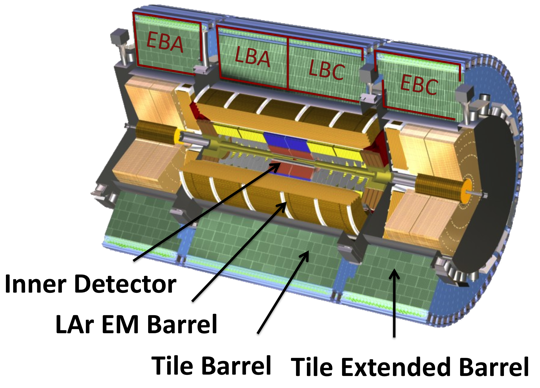 EBA
LBA
LBC
EBC
Inner Detector
LAr EM Barrel
Tile Barrel
Tile Extended Barrel